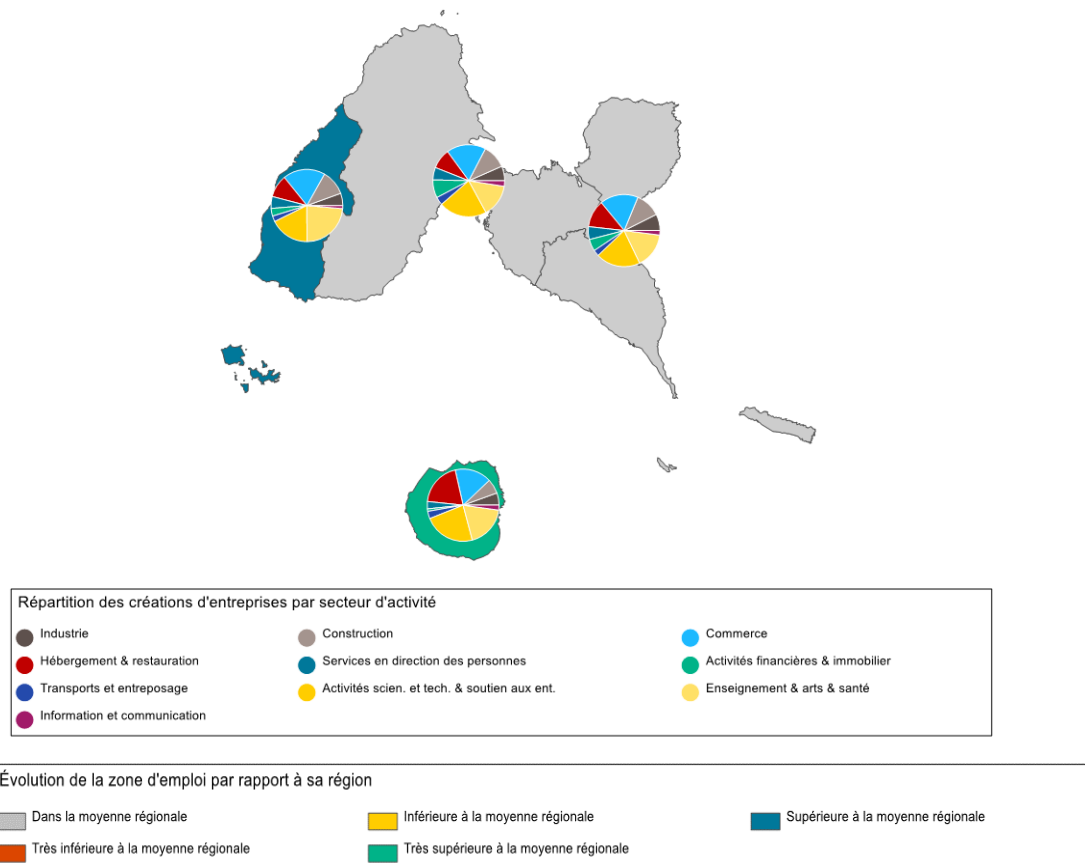 Répartition des créations d'entreprises par secteur d'activité
Industrie
Construction
Commerce
Hébergement & restauration
Services en direction des personnes
Activités financières & immobilier
Transports et entreposage
Activités scien. et tech. & soutien aux ent.
Enseignement & arts & santé
Information et communication
Évolution de la zone d'emploi par rapport à sa région
Dans la moyenne régionale
Inférieure à la moyenne régionale
Supérieure à la moyenne régionale
Très inférieure à la moyenne régionale
Très supérieure à la moyenne régionale